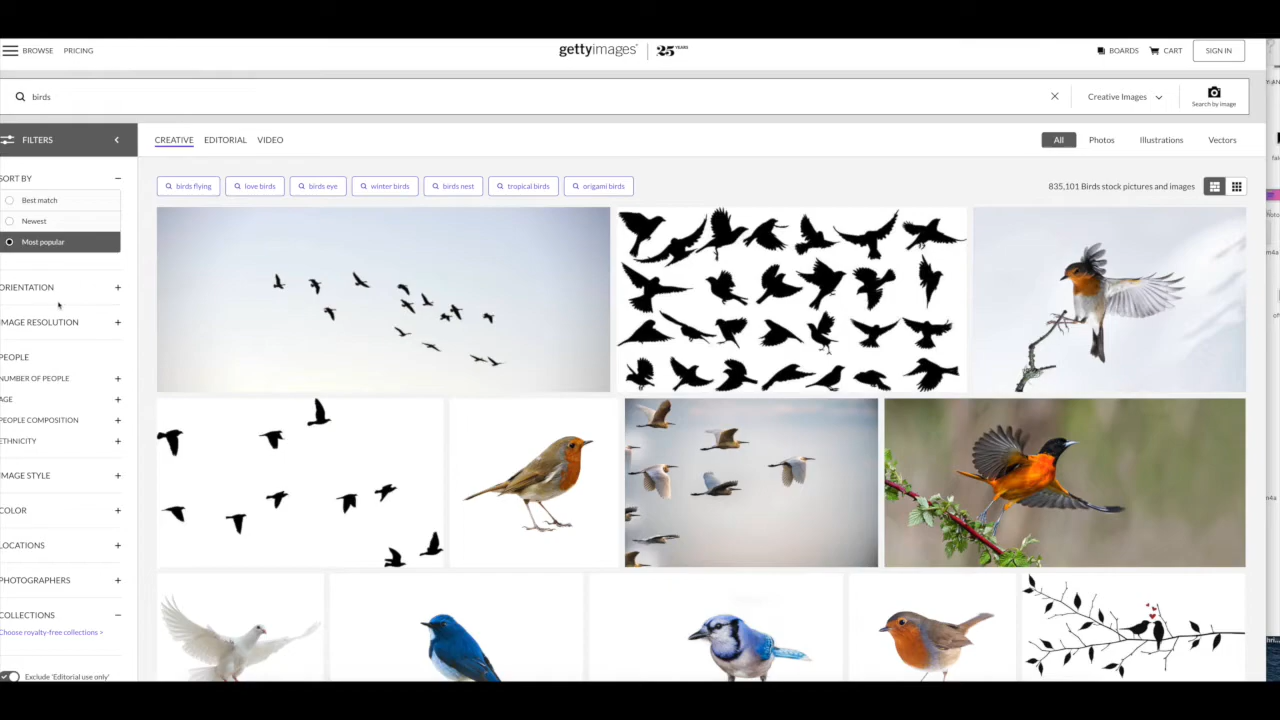 BROWSE PRICING gettyimages® 25 YEARS BOARDS CART SIGN IN
birds Creative Images Search by image
FILTERS CREATIVE EDITORIAL VIDEO All Photos Illustrations Vectors
SORT BY
Best match
Newest
Most popular
ORIENTATION
IMAGE RESOLUTION
PEOPLE
NUMBER OF PEOPLE
AGE
PEOPLE COMPOSITION
ETHNICITY
IMAGE STYLE
COLOR
LOCATIONS
PHOTOGRAPHERS
COLLECTIONS
Choose royalty-free collections >
Exclude 'Editorial use only'
birds flying love birds birds eye winter birds birds nest tropical birds origami birds 835,101 Birds stock pictures and images